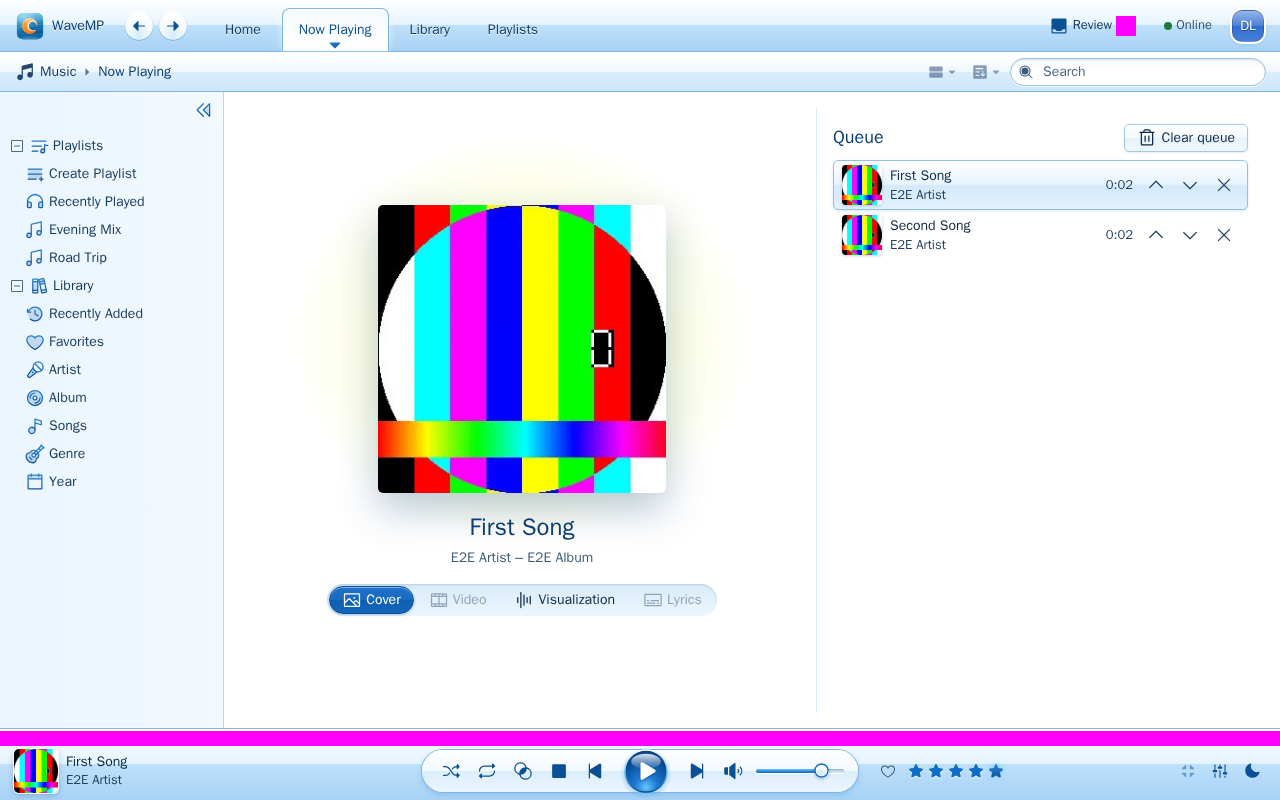 WaveMP
Home
Now Playing
Library
Playlists
Review
Online
DL
Music
Now Playing
Search
Playlists
Create Playlist
Recently Played
Evening Mix
Road Trip
Library
Recently Added
Favorites
Artist
Album
Songs
Genre
Year
First Song
E2E Artist – E2E Album
Cover
Video
Visualization
Lyrics
Queue
Clear queue
First Song
E2E Artist
0:02
Second Song
E2E Artist
0:02
First Song
E2E Artist